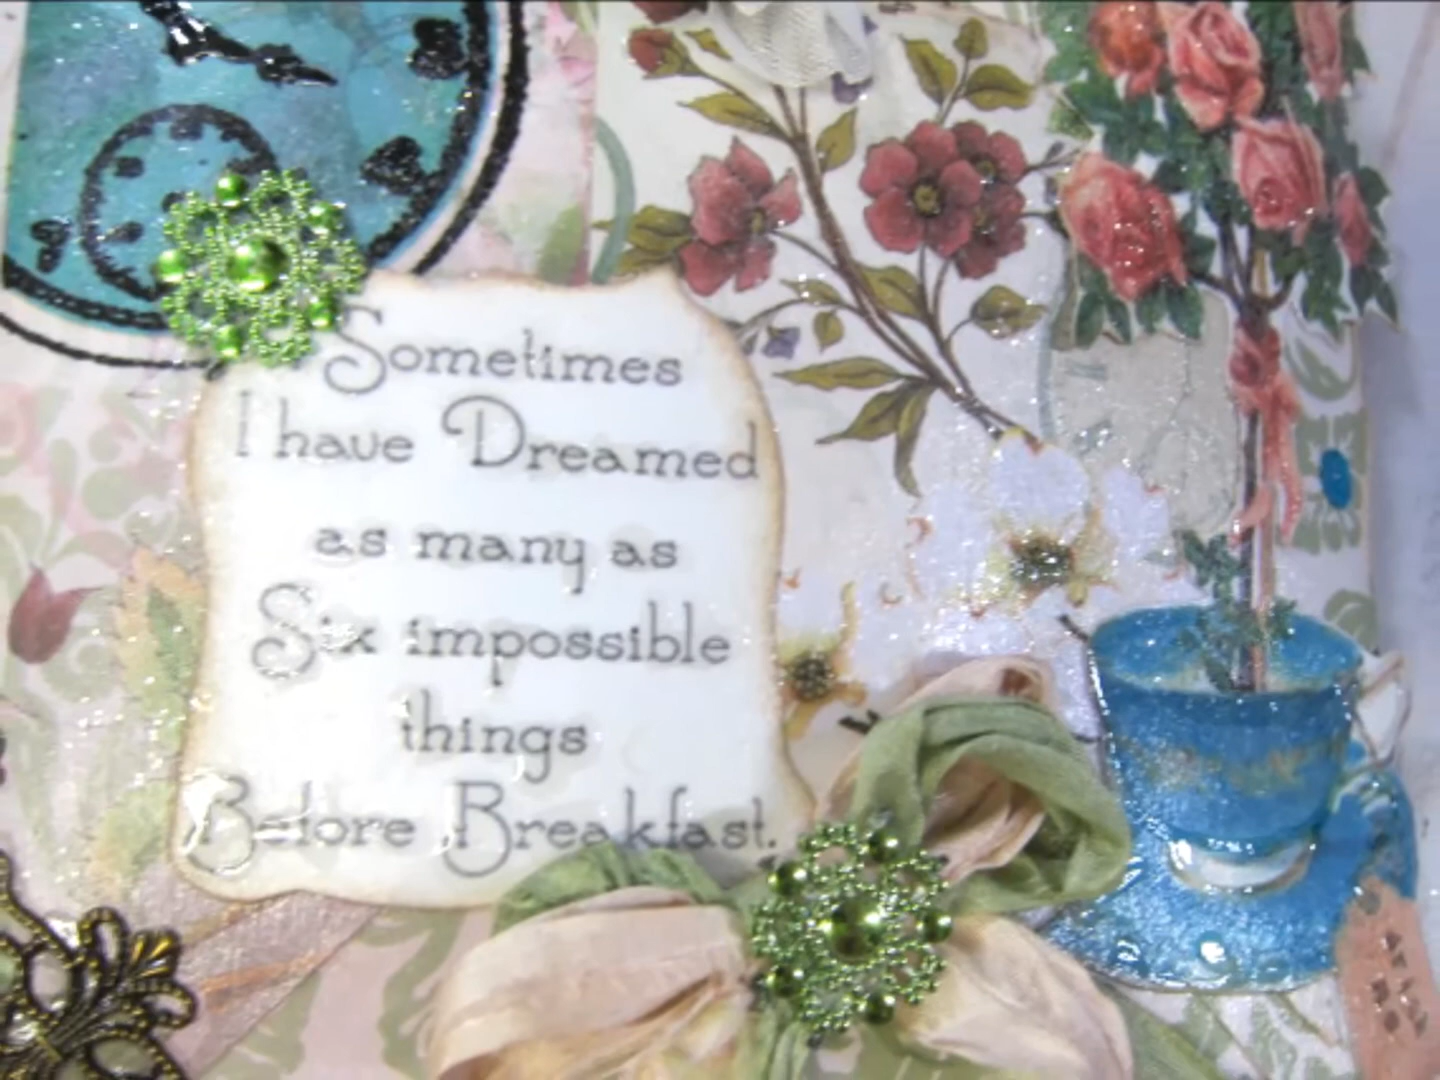 Sometimes
I have Dreamed
as many as
Six impossible
things
Before Breakfast.